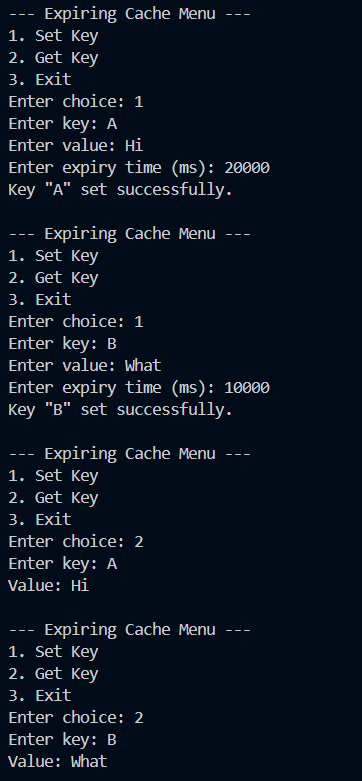 --- Expiring Cache Menu ---
1. Set Key
2. Get Key
3. Exit
Enter choice: 1
Enter key: A
Enter value: Hi
Enter expiry time (ms): 20000
Key "A" set successfully.

--- Expiring Cache Menu ---
1. Set Key
2. Get Key
3. Exit
Enter choice: 1
Enter key: B
Enter value: What
Enter expiry time (ms): 10000
Key "B" set successfully.

--- Expiring Cache Menu ---
1. Set Key
2. Get Key
3. Exit
Enter choice: 2
Enter key: A
Value: Hi

--- Expiring Cache Menu ---
1. Set Key
2. Get Key
3. Exit
Enter choice: 2
Enter key: B
Value: What